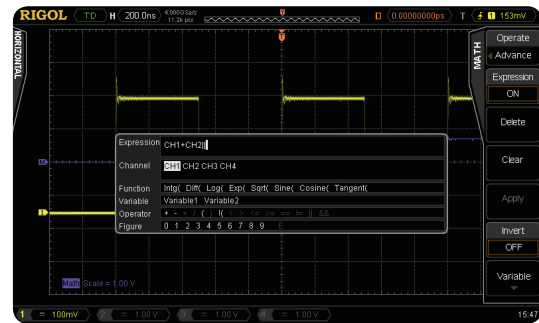 RIGOL T'D H 200.0ns 4.000GSa/s 11.2k pts D 0.00000000ps T 1 153mV
HORIZONTAL
MATH
Operate
Advance
Expression
ON
Delete
Clear
Apply
Invert
OFF
Variable
Expression CH1+CH2||
Channel CH1 CH2 CH3 CH4
Function Intg( Diff( Log( Exp( Sqrt( Sine( Cosine( Tangent(
Variable Variable1 Variable2
Operator + - * / ( ) !( < > <= >= == != || &&
Figure 0 1 2 3 4 5 6 7 8 9 . E
Math Scale = 1.00 V
1 = 100mV 2 = 1.00 V 3 = 1.00 V 4 = 1.00 V 15:47